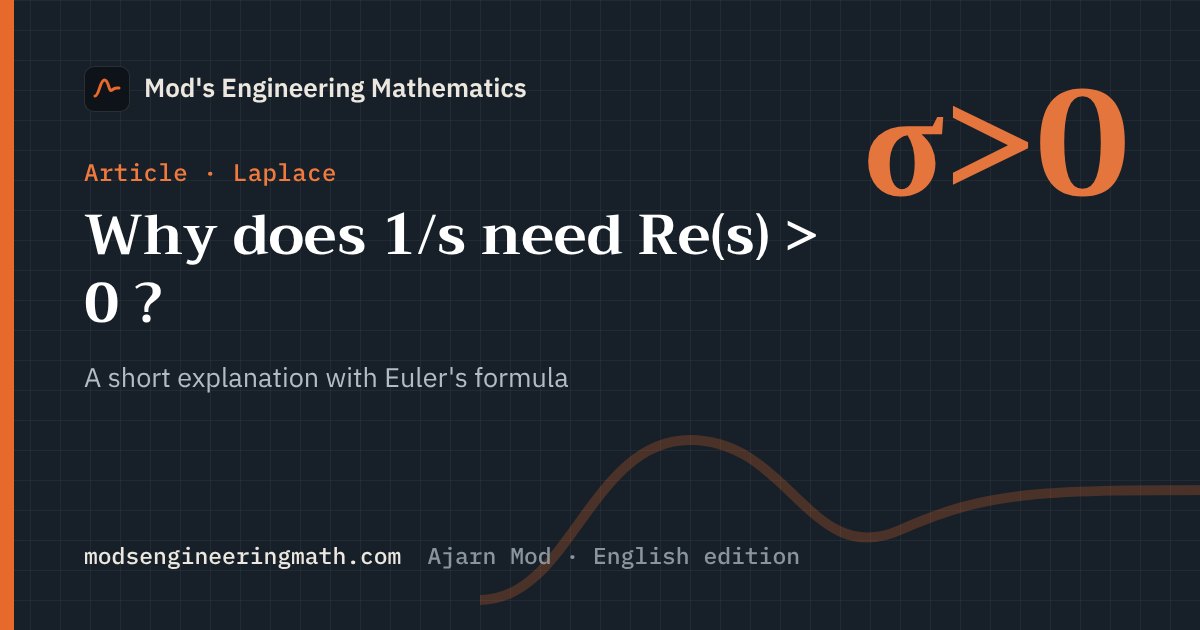 Mod's Engineering Mathematics
σ>0
Article · Laplace
Why does 1/s need Re(s) >
0 ?
A short explanation with Euler's formula
modsengineeringmath.com Ajarn Mod · English edition